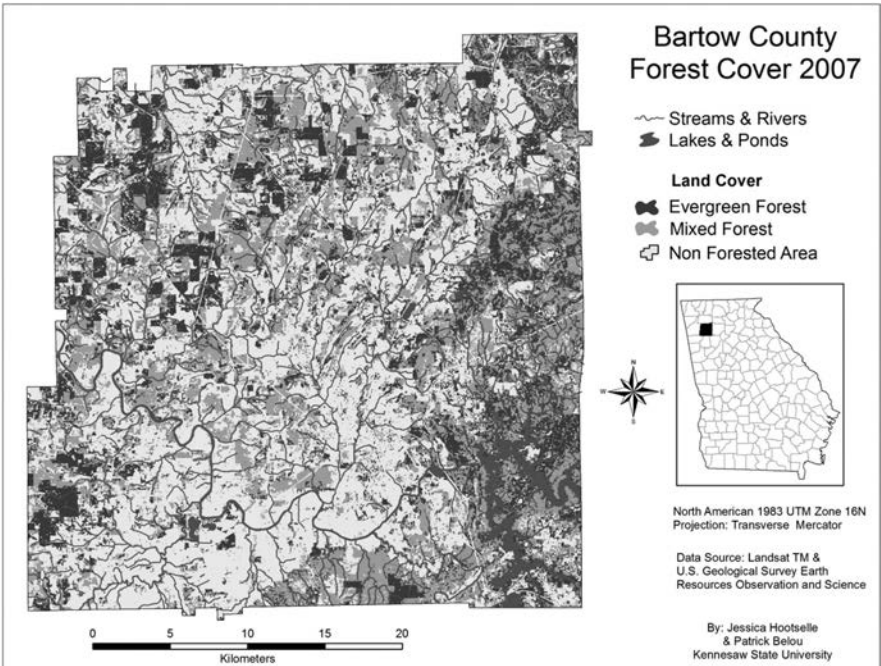 Bartow County
Forest Cover 2007
Streams & Rivers
Lakes & Ponds
Land Cover
Evergreen Forest
Mixed Forest
Non Forested Area
N
W
E
S
North American 1983 UTM Zone 16N
Projection: Transverse Mercator
Data Source: Landsat TM &
U.S. Geological Survey Earth
Resources Observation and Science
By: Jessica Hootselle
& Patrick Belou
Kennesaw State University
0 5 10 15 20
Kilometers